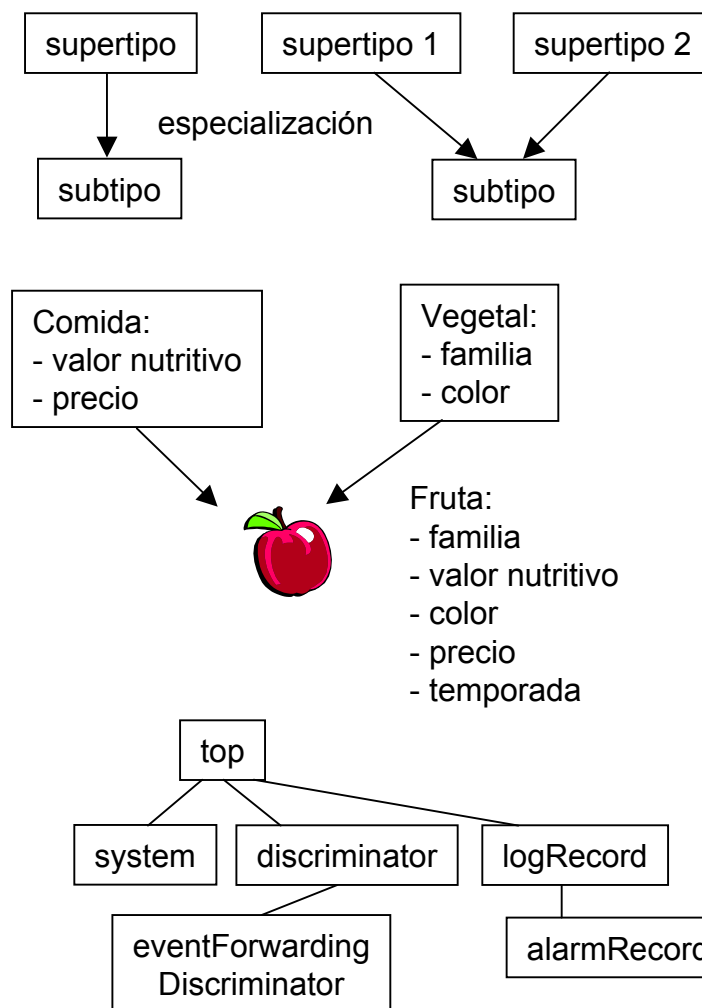 supertipo
supertipo 1
supertipo 2
especialización
subtipo
subtipo
Comida:
- valor nutritivo
- precio
Vegetal:
- familia
- color
Fruta:
- familia
- valor nutritivo
- color
- precio
- temporada
top
system
discriminator
logRecord
eventForwarding
Discriminator
alarmRecord